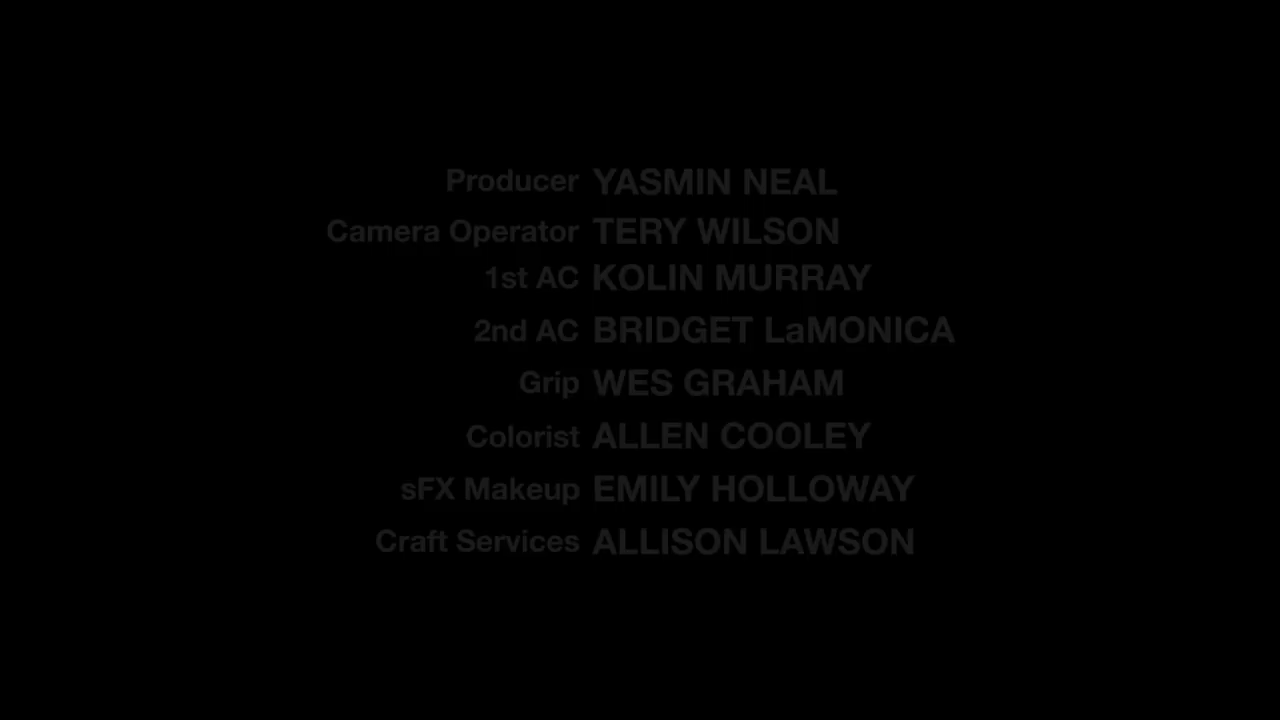 Producer YASMIN NEAL
Camera Operator TERY WILSON
1st AC KOLIN MURRAY
2nd AC BRIDGET LaMONICA
Grip WES GRAHAM
Colorist ALLEN COOLEY
sFX Makeup EMILY HOLLOWAY
Craft Services ALLISON LAWSON